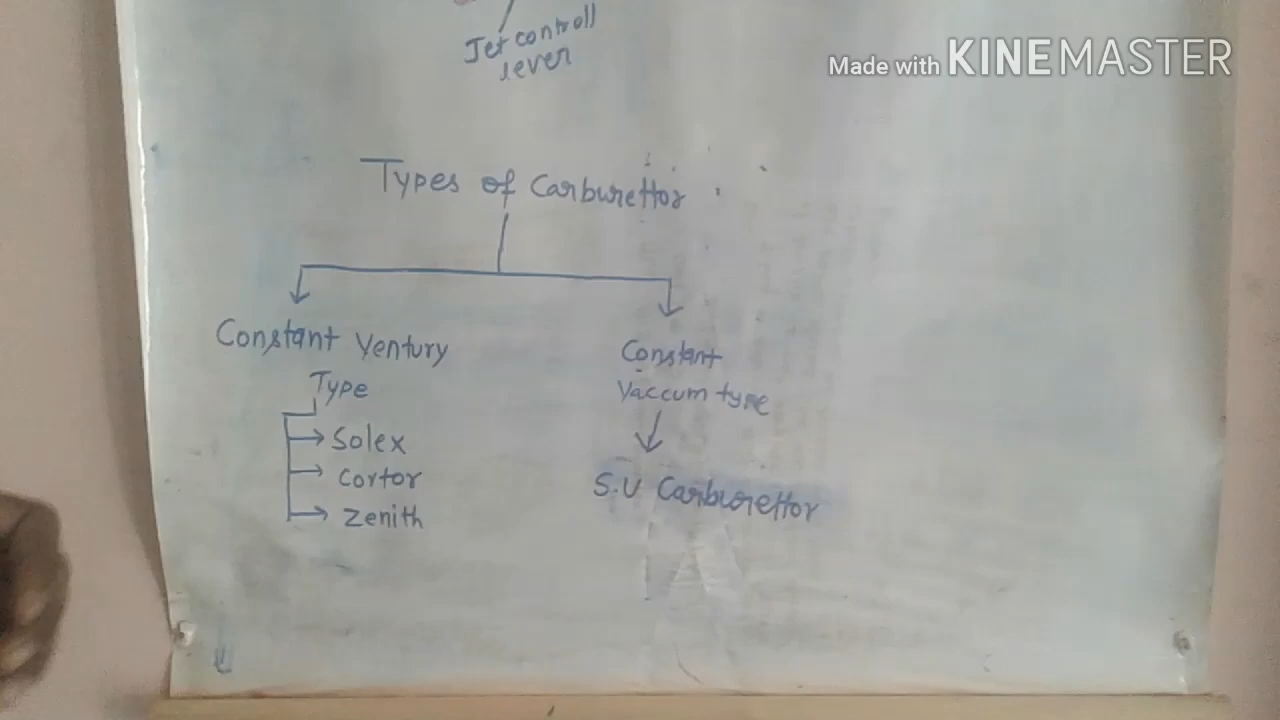 Jet controll
lever
Made with KINEMASTER
Types of Carburettor
Constant Ventury
Type
Solex
Cortor
Zenith
Constant
Vaccum type
S.U Carburettor